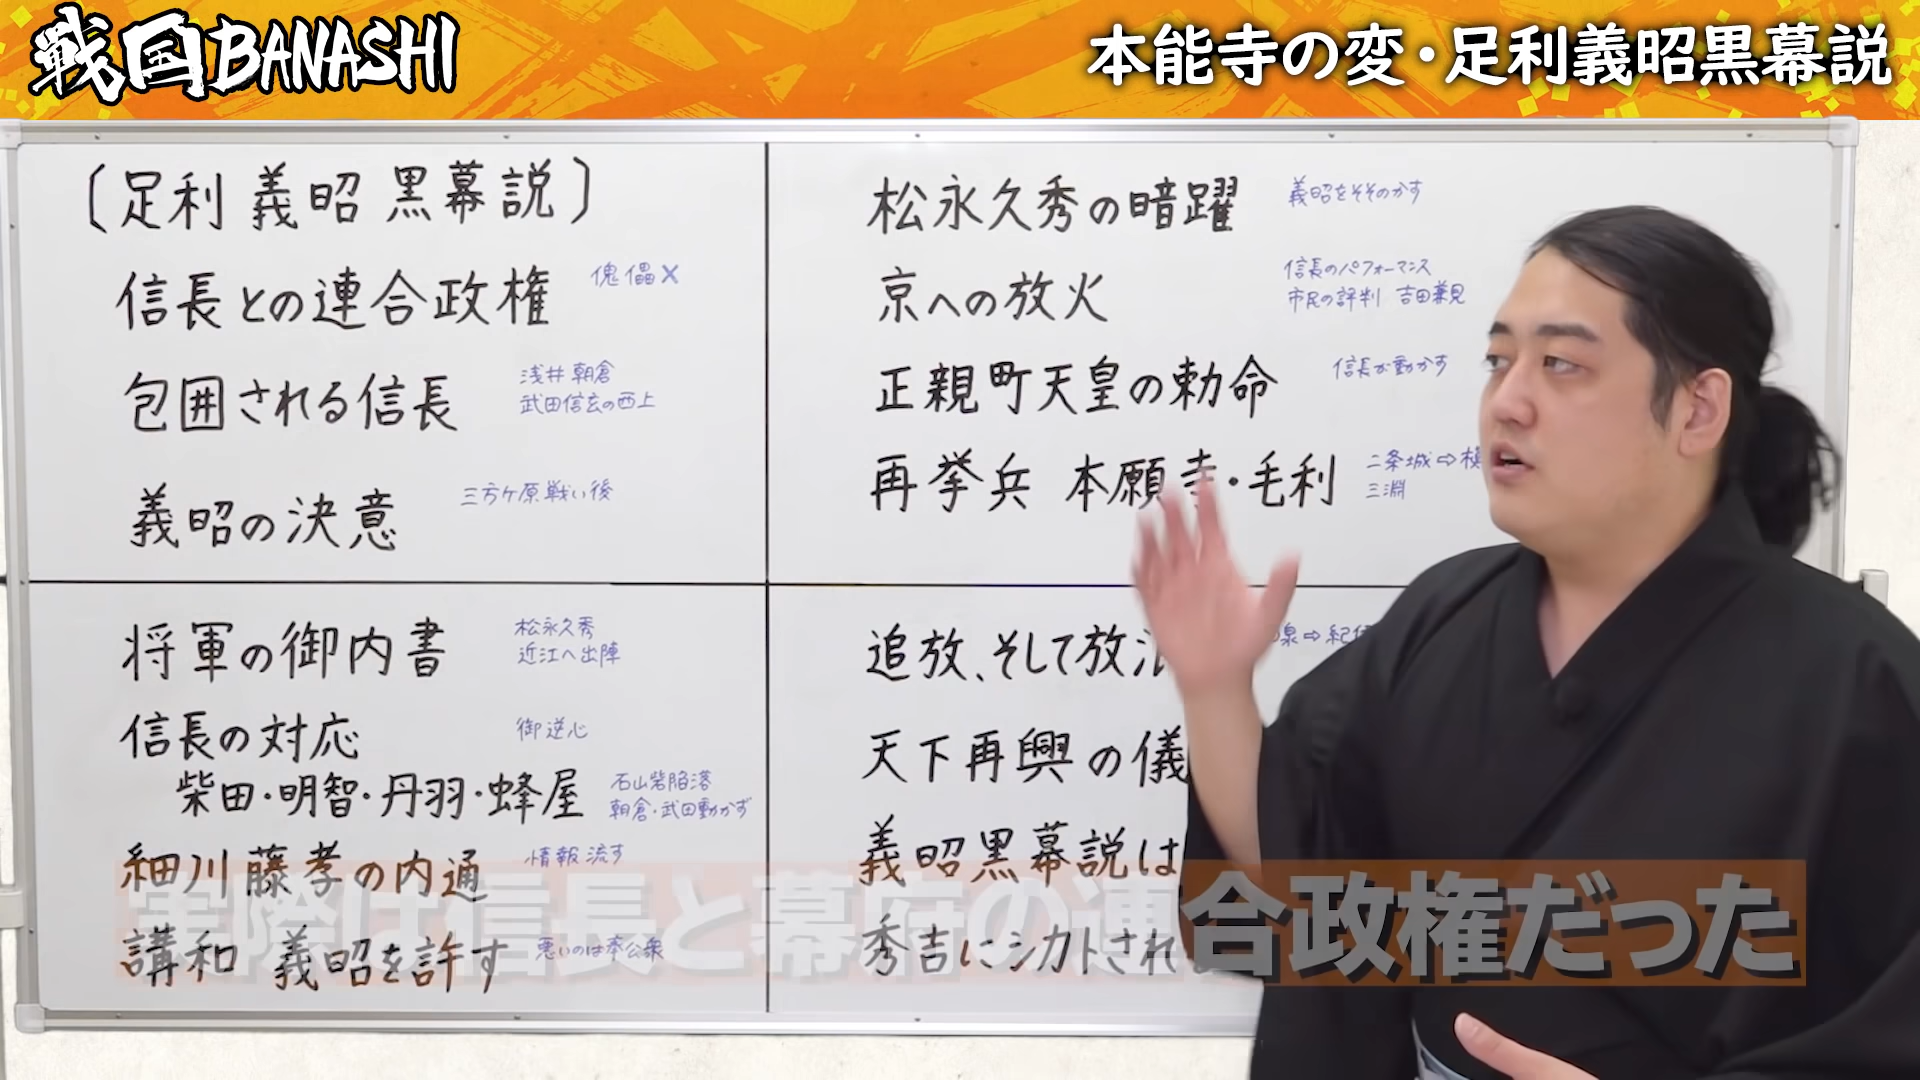 戦国BANASHI
本能寺の変・足利義昭黒幕説
〔足利義昭黒幕説〕
信長との連合政権 傀儡×
包囲される信長 浅井朝倉
武田信玄の西上
義昭の決意 三方ヶ原戦い後
松永久秀の暗躍 義昭をそそのかす
京への放火 信長のパフォーマンス
市民の評判 吉田兼見
正親町天皇の勅命 信長が動かす
再挙兵 本願寺・毛利 二条城⇨槙
三淵
将軍の御内書 松永久秀
近江へ出陣
信長の対応 御逆心
柴田・明智・丹羽・蜂屋 石山砦陥落
朝倉・武田動かず
細川藤孝の内通 情報流す
講和 義昭を許す 悪いのは奉公衆
追放、そして放浪 泉⇨紀伊
天下再興の儀
義昭黒幕説は
秀吉にシカトされ
実際は信長と幕府の連合政権だった